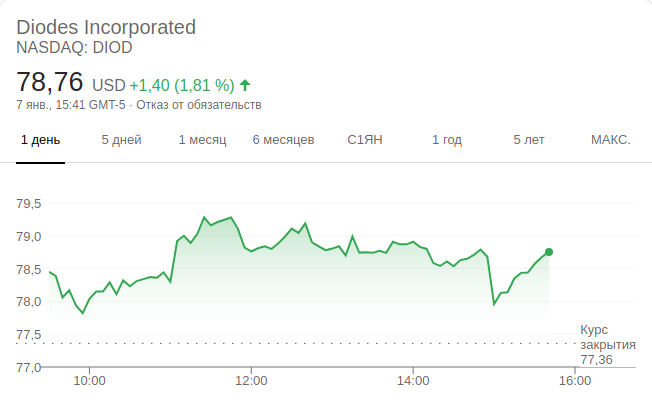 Diodes Incorporated
NASDAQ: DIOD
78,76 USD +1,40 (1,81 %)
7 янв., 15:41 GMT-5 · Отказ от обязательств
1 день 5 дней 1 месяц 6 месяцев С1ЯН 1 год 5 лет МАКС.
79,5
79,0
78,5
78,0
77,5
77,0
Курс
закрытия
77,36
10:00 12:00 14:00 16:00